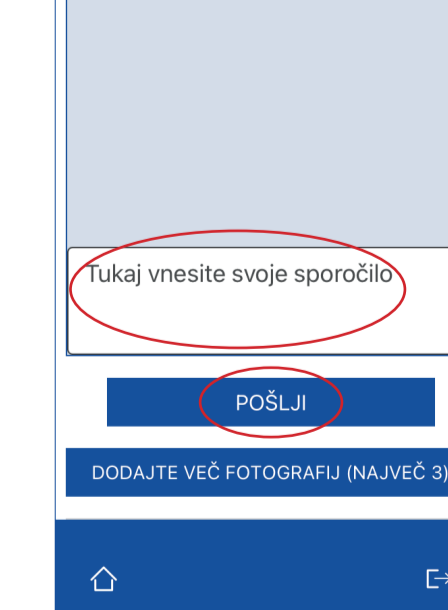 Tukaj vnesite svoje sporočilo
POŠLJI
DODAJTE VEČ FOTOGRAFIJ (NAJVEČ 3)